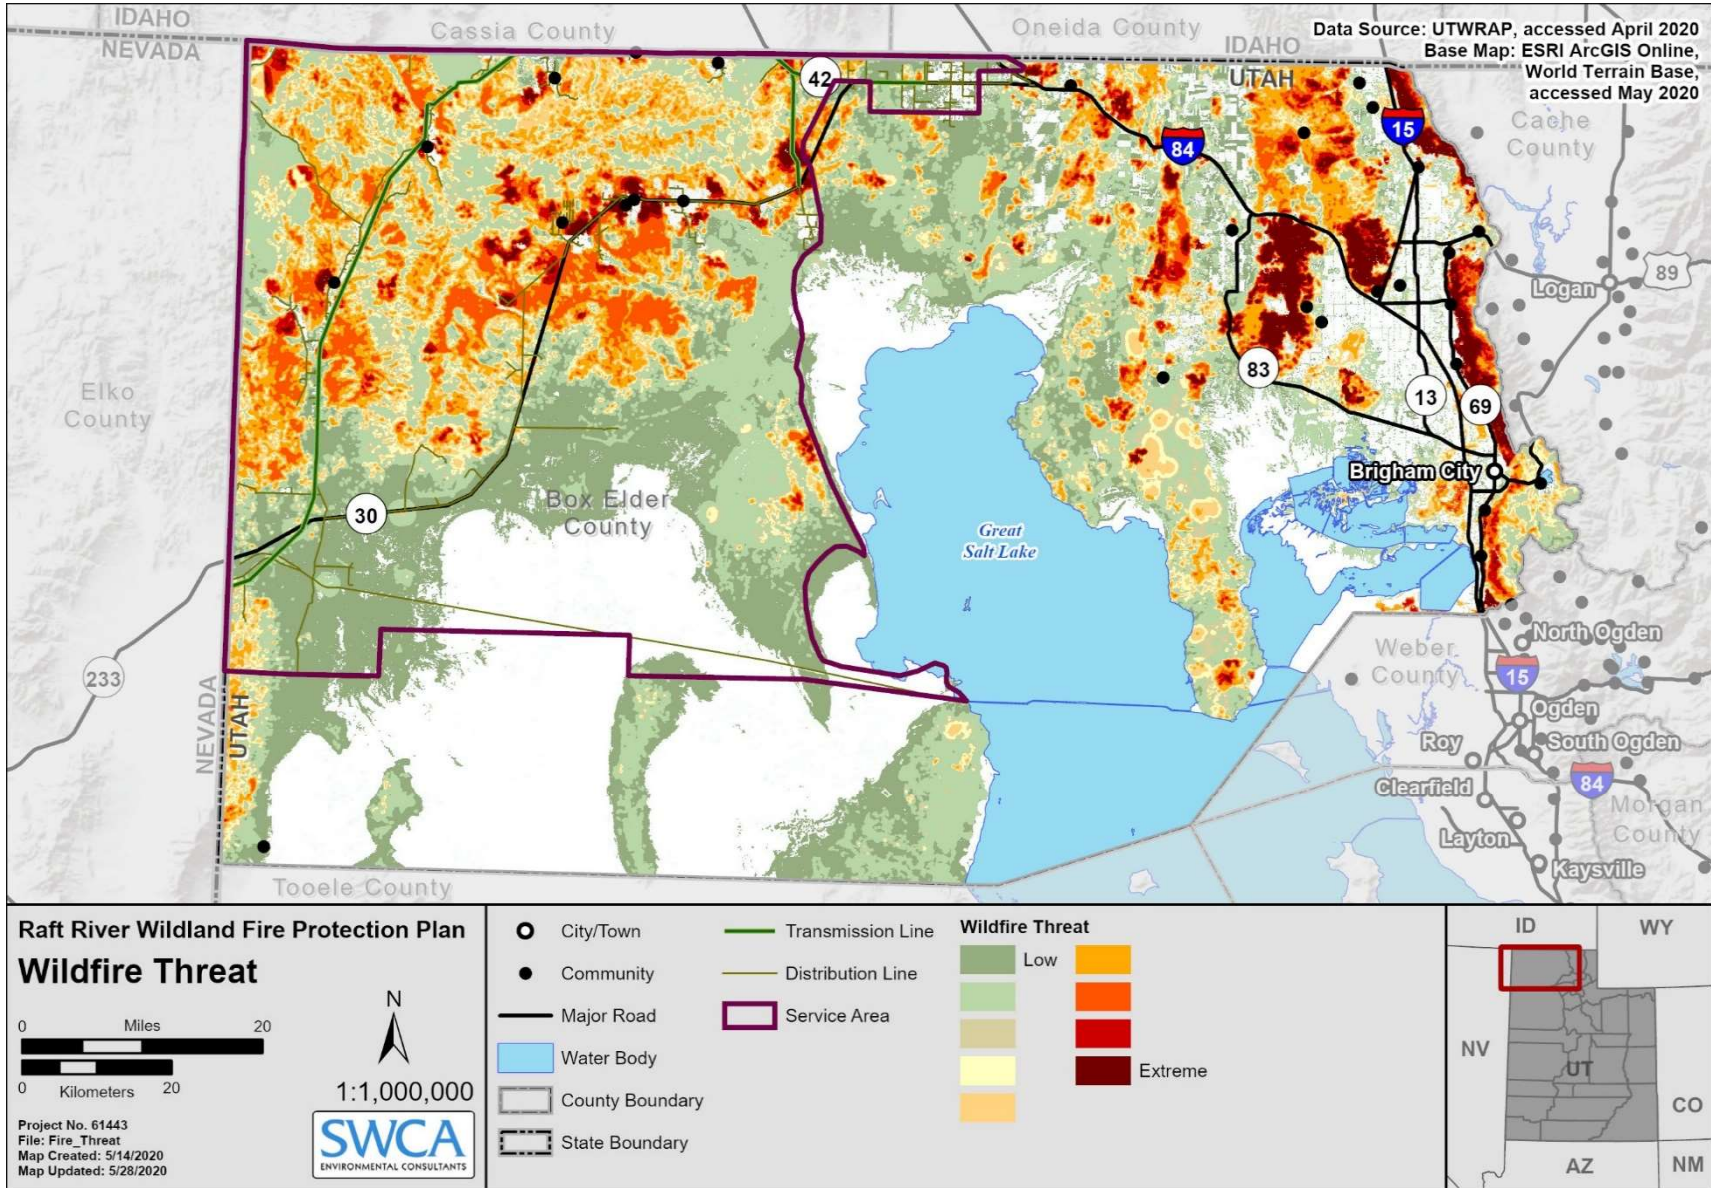 IDAHO
NEVADA
Cassia County
Oneida County
IDAHO
UTAH
Data Source: UTWRAP, accessed April 2020
Base Map: ESRI ArcGIS Online,
World Terrain Base,
accessed May 2020
42
84
15
Cache
County
89
Logan
Elko
County
83
13
69
Brigham City
30
Box Elder
County
Great
Salt Lake
233
NEVADA
UTAH
Weber
County
North Ogden
15
Ogden
Roy
South Ogden
84
Clearfield
Morgan
County
Layton
Kaysville
Tooele County
Raft River Wildland Fire Protection Plan
Wildfire Threat
0 Miles 20
0 Kilometers 20
N
1:1,000,000
Project No. 61443
File: Fire_Threat
Map Created: 5/14/2020
Map Updated: 5/28/2020
SWCA
ENVIRONMENTAL CONSULTANTS
City/Town
Community
Major Road
Water Body
County Boundary
State Boundary
Transmission Line
Distribution Line
Service Area
Wildfire Threat
Low
Extreme
ID
WY
NV
UT
CO
AZ
NM